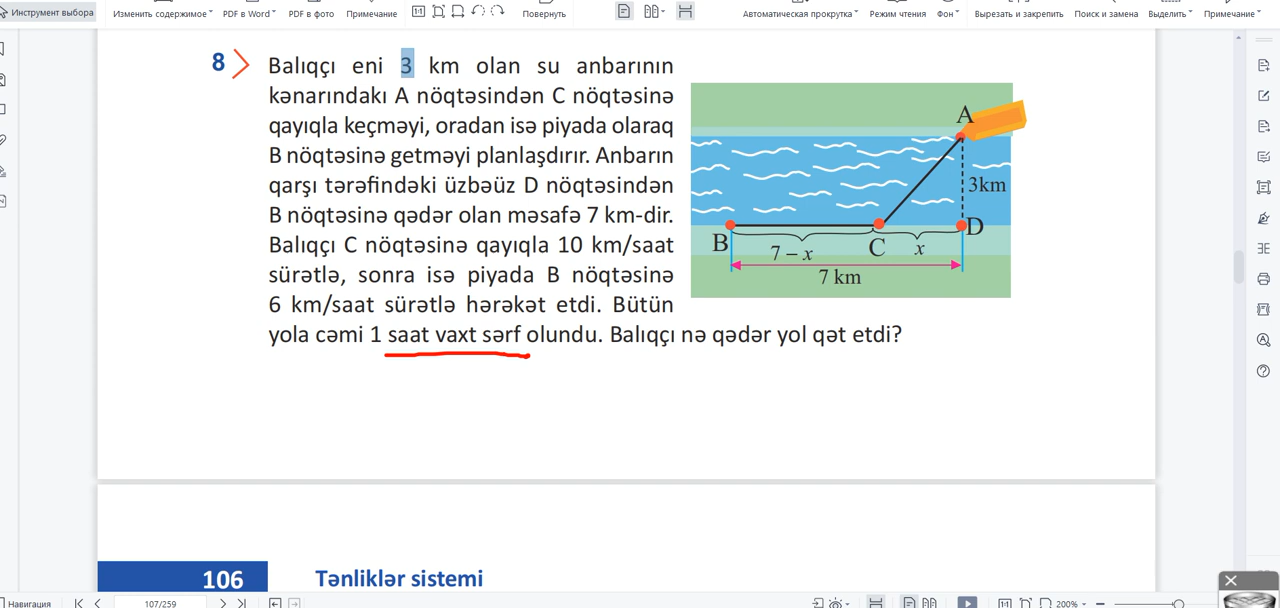 Инструмент выбора
Изменить содержимое
PDF в Word
PDF в фото
Примечание
Повернуть
Автоматическая прокрутка
Режим чтения
Фон
Вырезать и закрепить
Поиск и замена
Выделить
Примечание
8 Balıqçı eni 3 km olan su anbarının
kənarındakı A nöqtəsindən C nöqtəsinə
qayıqla keçməyi, oradan isə piyada olaraq
B nöqtəsinə getməyi planlaşdırır. Anbarın
qarşı tərəfindəki üzbəüz D nöqtəsindən
B nöqtəsinə qədər olan məsafə 7 km-dir.
Balıqçı C nöqtəsinə qayıqla 10 km/saat
sürətlə, sonra isə piyada B nöqtəsinə
6 km/saat sürətlə hərəkət etdi. Bütün
yola cəmi 1 saat vaxt sərf olundu. Balıqçı nə qədər yol qət etdi?
A
3km
B
C
D
7 – x
x
7 km
106 Tənliklər sistemi
Навигация
107/259
200%